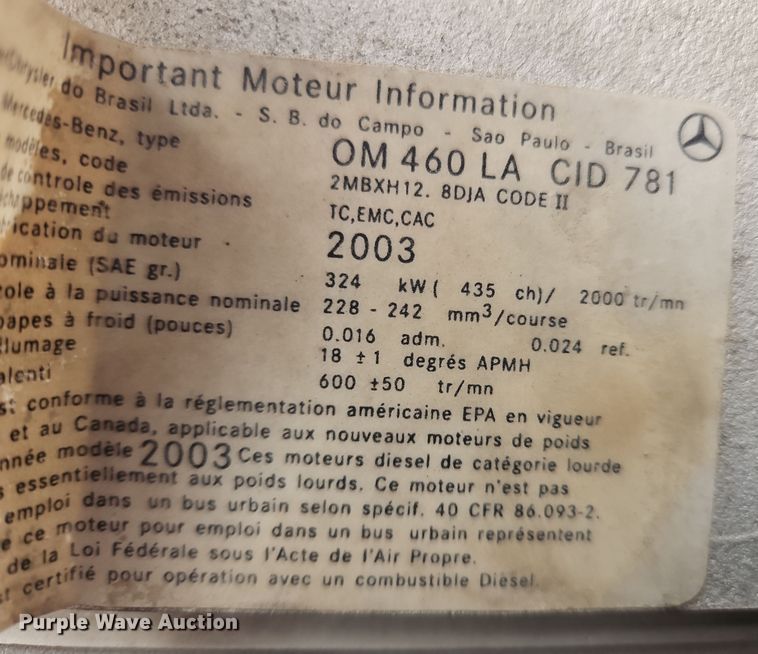 Important Moteur Information
Chrysler do Brasil Ltda. - S. B. do Campo - Sao Paulo - Brasil
Mercedes-Benz, type OM 460 LA CID 781
modèles, code 2MBXH12. 8DJA CODE II
de controle des émissions TC,EMC,CAC
ppement
ication du moteur 2003
ominale (SAE gr.) 324 kW( 435 ch)/ 2000 tr/mn
ole à la puissance nominale 228 - 242 mm³/course
apes à froid (pouces) 0.016 adm. 0.024 ref.
llumage 18 ±1 degrés APMH
alenti 600 ±50 tr/mn
st conforme à la réglementation américaine EPA en vigueur
et au Canada, applicable aux nouveaux moteurs de poids
nnée modèle 2003 Ces moteurs diesel de catégorie lourde
s essentiellement aux poids lourds. Ce moteur n'est pas
emploi dans un bus urbain selon spécif. 40 CFR 86.093-2.
e ce moteur pour emploi dans un bus urbain représentent
de la Loi Fédérale sous l'Acte de l'Air Propre.
st certifié pour opération avec un combustible Diesel
Purple Wave Auction